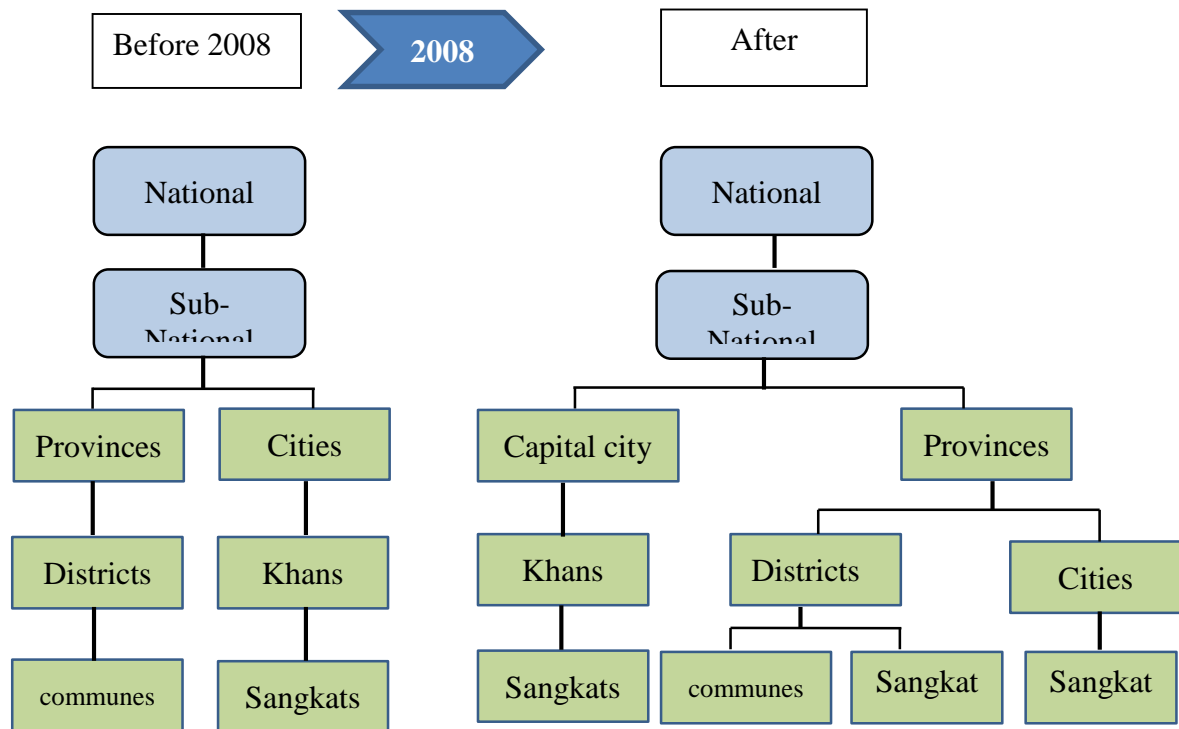 Before 2008
2008
After
National
Sub-
National
Provinces
Cities
Districts
Khans
communes
Sangkats
National
Sub-
National
Capital city
Provinces
Khans
Districts
Cities
Sangkats
communes
Sangkat
Sangkat